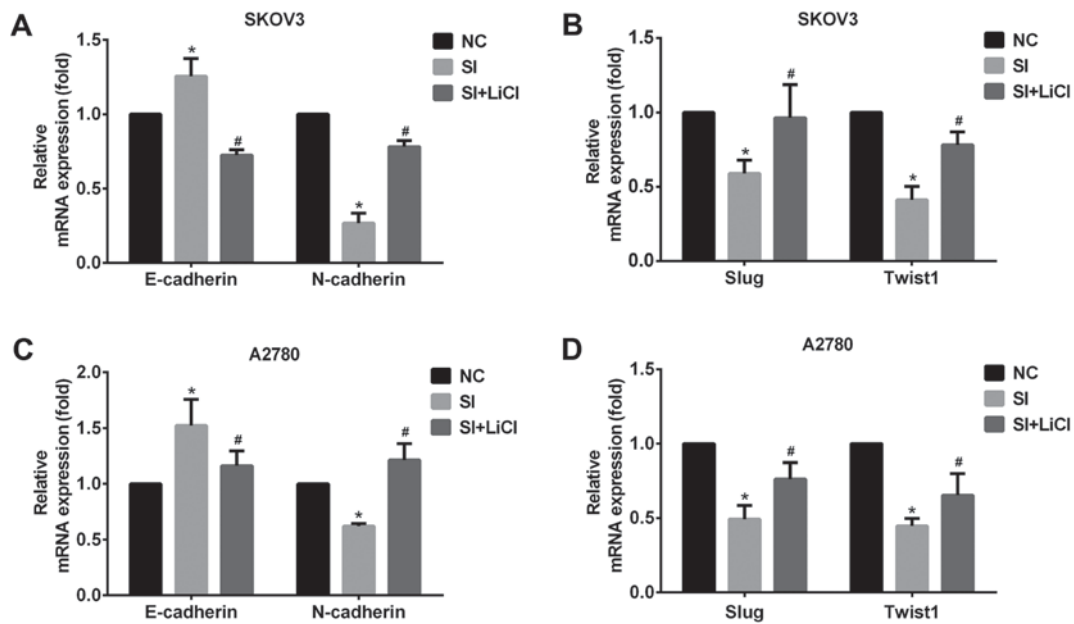 A
SKOV3
Relative
mRNA expression (fold)
1.5
1.0
0.5
0.0
*
#
*
#
E-cadherin N-cadherin
NC
SI
SI+LiCl
B
SKOV3
Relative
mRNA expression (fold)
1.5
1.0
0.5
0.0
*
#
*
#
Slug Twist1
NC
SI
SI+LiCl
C
A2780
Relative
mRNA expression (fold)
2.0
1.5
1.0
0.5
0.0
*
#
*
#
E-cadherin N-cadherin
NC
SI
SI+LiCl
D
A2780
Relative
mRNA expression (fold)
1.5
1.0
0.5
0.0
*
#
*
#
Slug Twist1
NC
SI
SI+LiCl